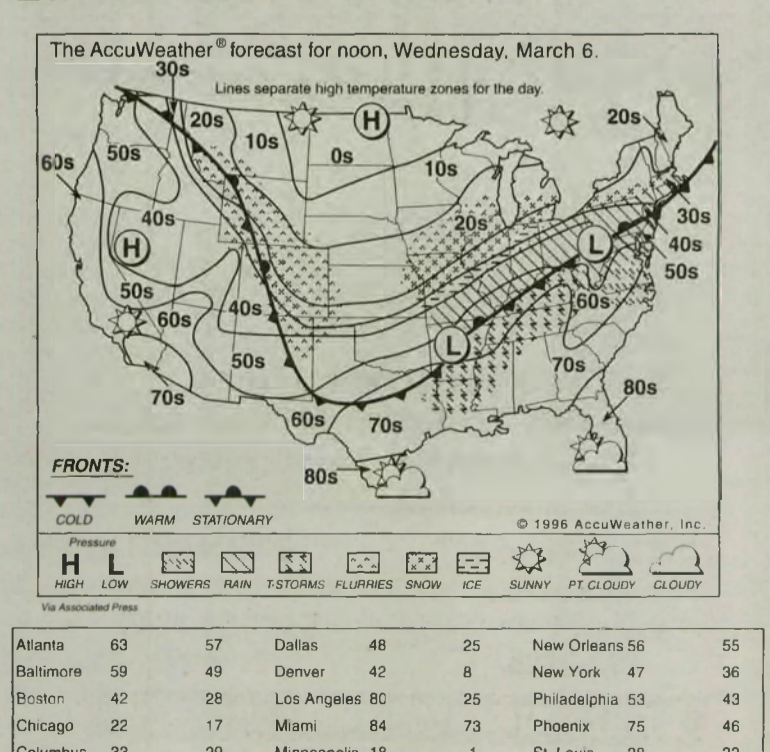 The AccuWeather® forecast for noon, Wednesday, March 6.
30s
Lines separate high temperature zones for the day.
20s
10s
H
20s
0s
50s
60s
10s
40s
20s
30s
H
L
40s
50s
50s
60s
40s
60s
L
50s
70s
70s
80s
60s
70s
80s
FRONTS:
COLD WARM STATIONARY
© 1996 AccuWeather, Inc.
Pressure
H L
HIGH LOW SHOWERS RAIN T-STORMS FLURRIES SNOW ICE SUNNY PT. CLOUDY CLOUDY
Via Associated Press
Atlanta 63 57 Dallas 48 25 New Orleans 56 55
Baltimore 59 49 Denver 42 8 New York 47 36
Boston 42 28 Los Angeles 80 25 Philadelphia 53 43
Chicago 22 17 Miami 84 73 Phoenix 75 46
Columbus Minneapolis 18 St. Louis